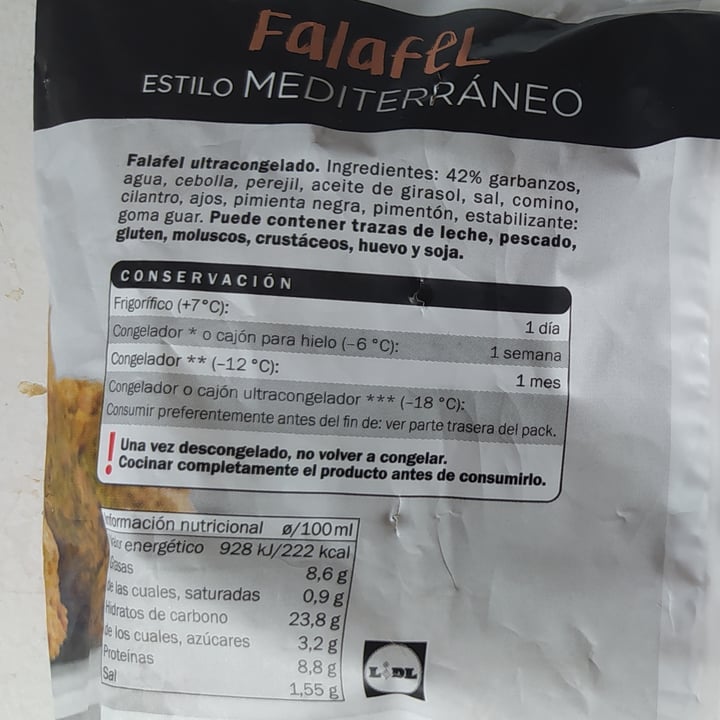 Falafel
ESTILO MEDITERRÁNEO
Falafel ultracongelado. Ingredientes: 42% garbanzos,
agua, cebolla, perejil, aceite de girasol, sal, comino,
cilantro, ajos, pimienta negra, pimentón, estabilizante:
goma guar. Puede contener trazas de leche, pescado,
gluten, moluscos, crustáceos, huevo y soja.
CONSERVACIÓN
Frigorífico (+7°C): 1 día
Congelador * o cajón para hielo (-6 °C): 1 semana
Congelador ** (-12 °C): 1 mes
Congelador o cajón ultracongelador *** (-18 °C):
Consumir preferentemente antes del fin de: ver parte trasera del pack.
! Una vez descongelado, no volver a congelar.
Cocinar completamente el producto antes de consumirlo.
Información nutricional ø/100ml
Valor energético 928 kJ/222 kcal
Grasas 8,6 g
de las cuales, saturadas 0,9 g
Hidratos de carbono 23,8 g
de los cuales, azúcares 3,2 g
Proteínas 8,8 g
Sal 1,55 g
LIDL